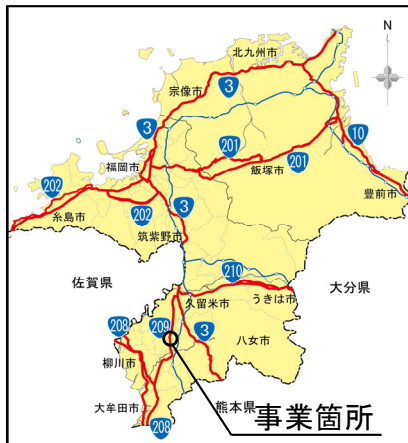 N
北九州市
宗像市
3
3
10
201
福岡市
201
飯塚市
202
豊前市
糸島市
202
3
筑紫野市
210
佐賀県
大分県
久留米市
うきは市
208
209
3
八女市
柳川市
大牟田市
熊本県
事業箇所
208